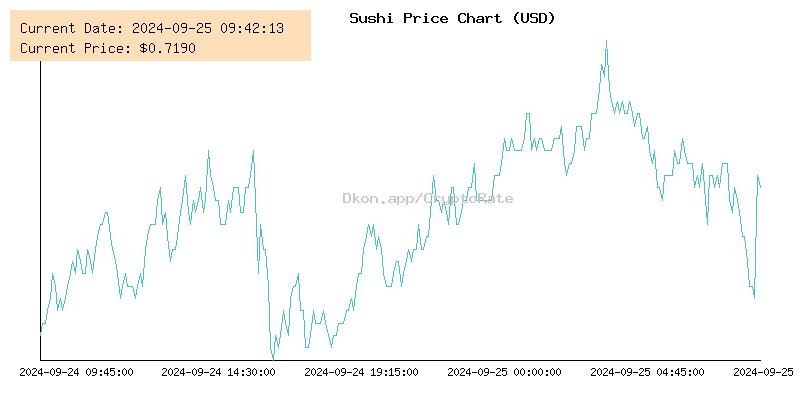 Sushi Price Chart (USD)
Current Date: 2024-09-25 09:42:13
Current Price: $0.7190
Dkon.app/CryptoRate
2024-09-24 09:45:00 2024-09-24 14:30:00 2024-09-24 19:15:00 2024-09-25 00:00:00 2024-09-25 04:45:00 2024-09-25